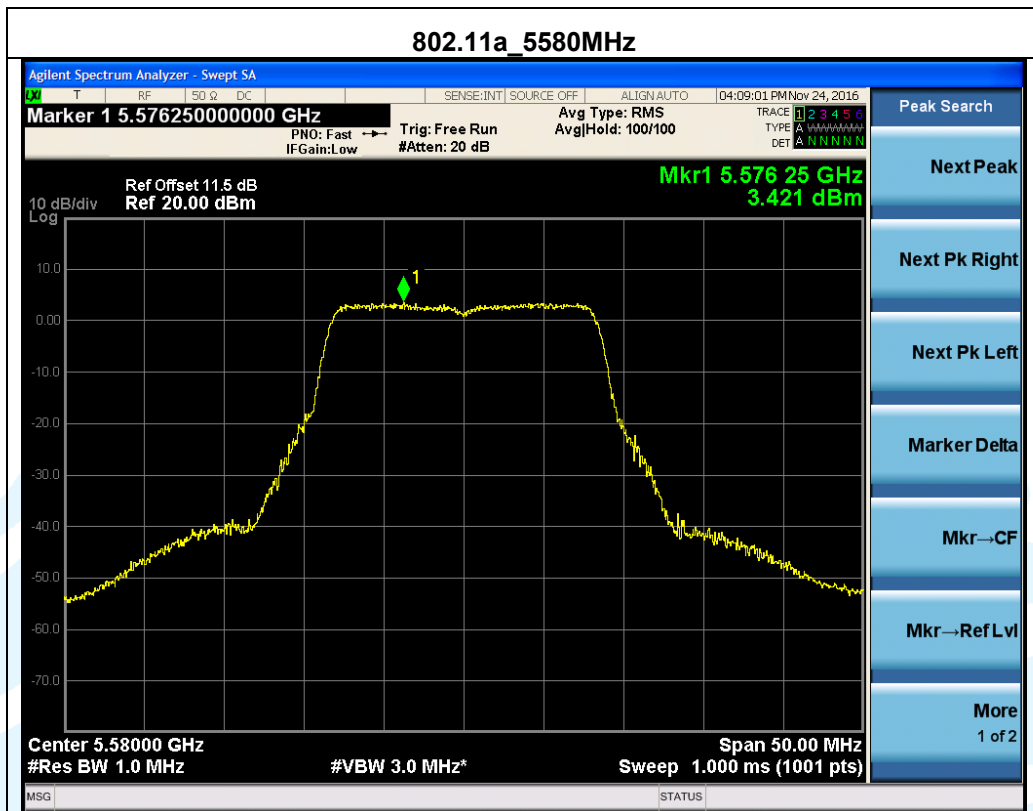 802.11a_5580MHz
Agilent Spectrum Analyzer - Swept SA
LXI T RF 50 Ω DC SENSE:INT SOURCE OFF ALIGN AUTO 04:09:01 PM Nov 24, 2016
Marker 1 5.576250000000 GHz
Avg Type: RMS
TRACE 1 2 3 4 5 6
PNO: Fast
Trig: Free Run
Avg|Hold: 100/100
TYPE A WWWWW
IFGain:Low
#Atten: 20 dB
DET A N N N N N
Peak Search
Mkr1 5.576 25 GHz
3.421 dBm
Ref Offset 11.5 dB
10 dB/div Ref 20.00 dBm
Log
1
10.0
0.00
-10.0
-20.0
-30.0
-40.0
-50.0
-60.0
-70.0
Center 5.58000 GHz
Span 50.00 MHz
#Res BW 1.0 MHz
#VBW 3.0 MHz*
Sweep 1.000 ms (1001 pts)
MSG
STATUS
Next Peak
Next Pk Right
Next Pk Left
Marker Delta
Mkr→CF
Mkr→Ref Lvl
More
1 of 2